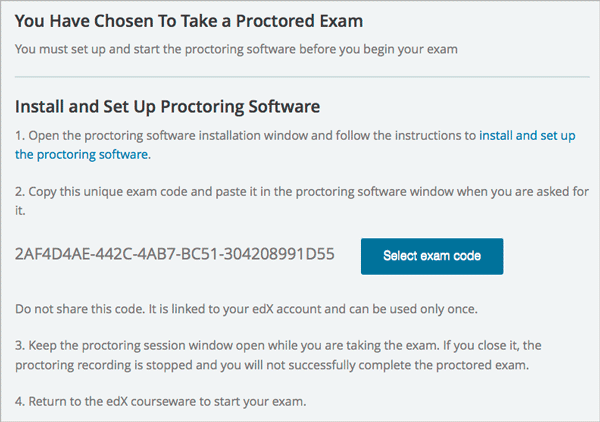 You Have Chosen To Take a Proctored Exam
You must set up and start the proctoring software before you begin your exam
Install and Set Up Proctoring Software
1. Open the proctoring software installation window and follow the instructions to install and set up
the proctoring software.
2. Copy this unique exam code and paste it in the proctoring software window when you are asked for
it.
2AF4D4AE-442C-4AB7-BC51-304208991D55
Select exam code
Do not share this code. It is linked to your edX account and can be used only once.
3. Keep the proctoring session window open while you are taking the exam. If you close it, the
proctoring recording is stopped and you will not successfully complete the proctored exam.
4. Return to the edX courseware to start your exam.